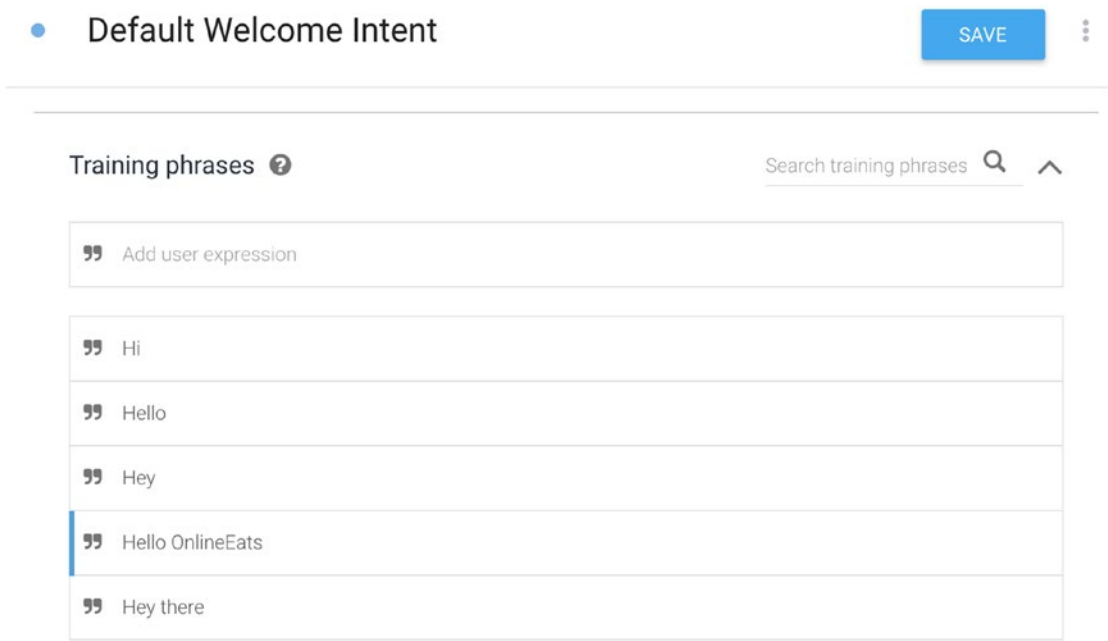 Default Welcome Intent
SAVE
Training phrases
Search training phrases
Add user expression
Hi
Hello
Hey
Hello OnlineEats
Hey there